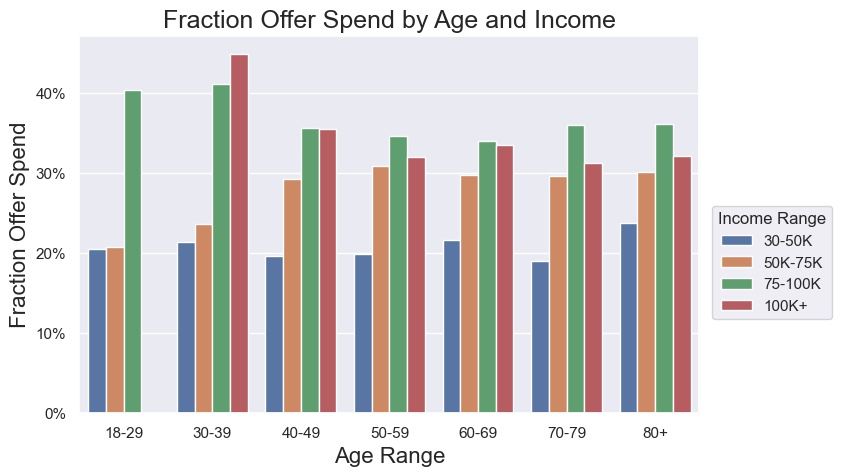 Fraction Offer Spend by Age and Income
Fraction Offer Spend
40%
30%
20%
10%
0%
18-29
30-39
40-49
50-59
60-69
70-79
80+
Age Range
Income Range
30-50K
50K-75K
75-100K
100K+